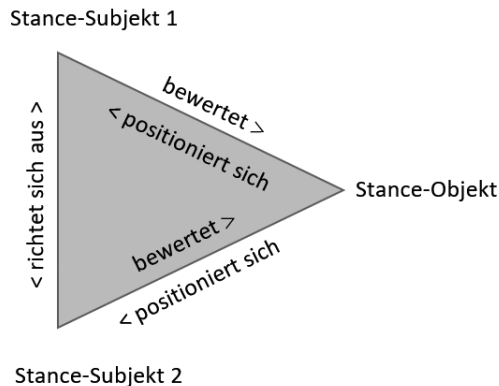 Stance-Subjekt 1
bewertet >
< positioniert sich
< richtet sich aus >
Stance-Objekt
bewertet >
< positioniert sich
Stance-Subjekt 2